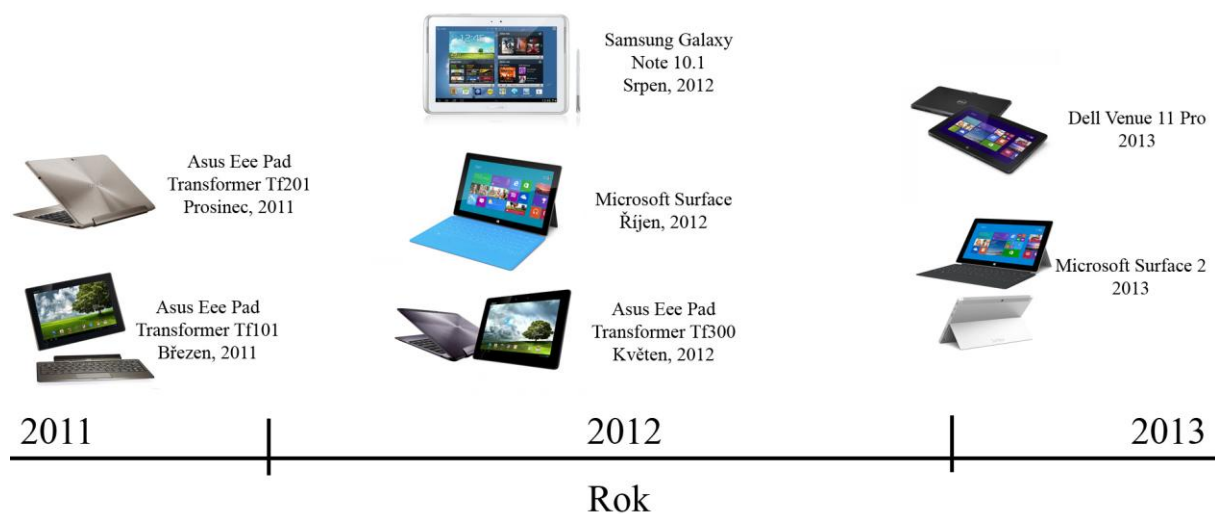 Samsung Galaxy
Note 10.1
Srpen, 2012
Dell Venue 11 Pro
2013
Asus Eee Pad
Transformer Tf201
Prosinec, 2011
Microsoft Surface
Říjen, 2012
Microsoft Surface 2
2013
Asus Eee Pad
Transformer Tf101
Březen, 2011
Asus Eee Pad
Transformer Tf300
Květen, 2012
2011
2012
2013
Rok